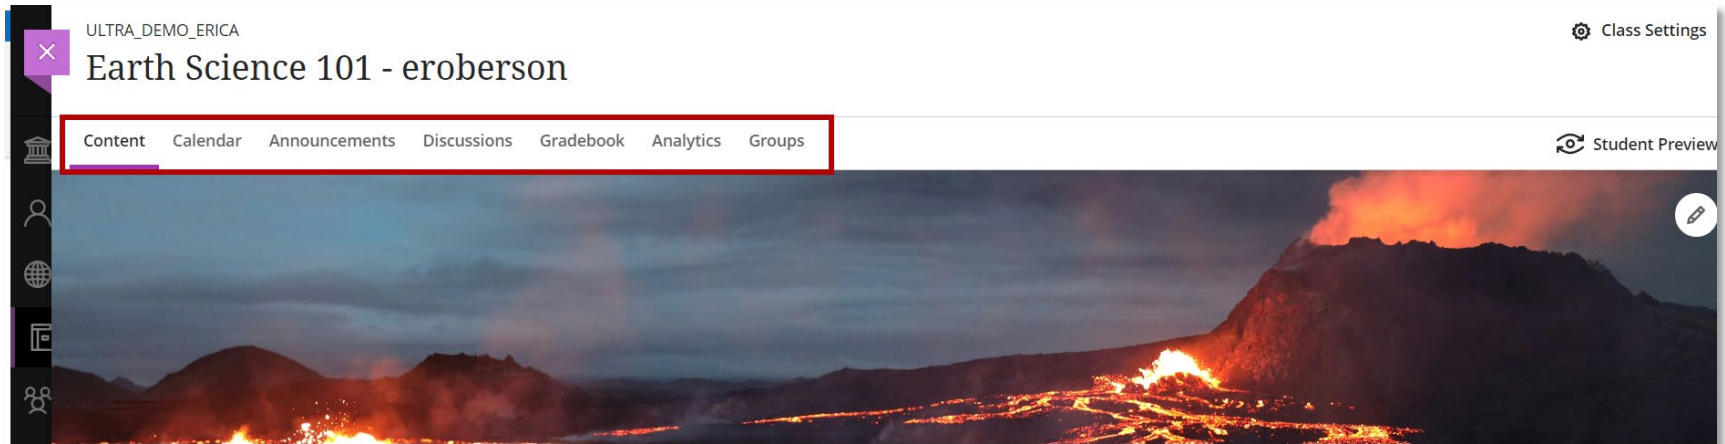 ULTRA_DEMO_ERICA
Class Settings
Earth Science 101 - eroberson
Content Calendar Announcements Discussions Gradebook Analytics Groups
Student Preview